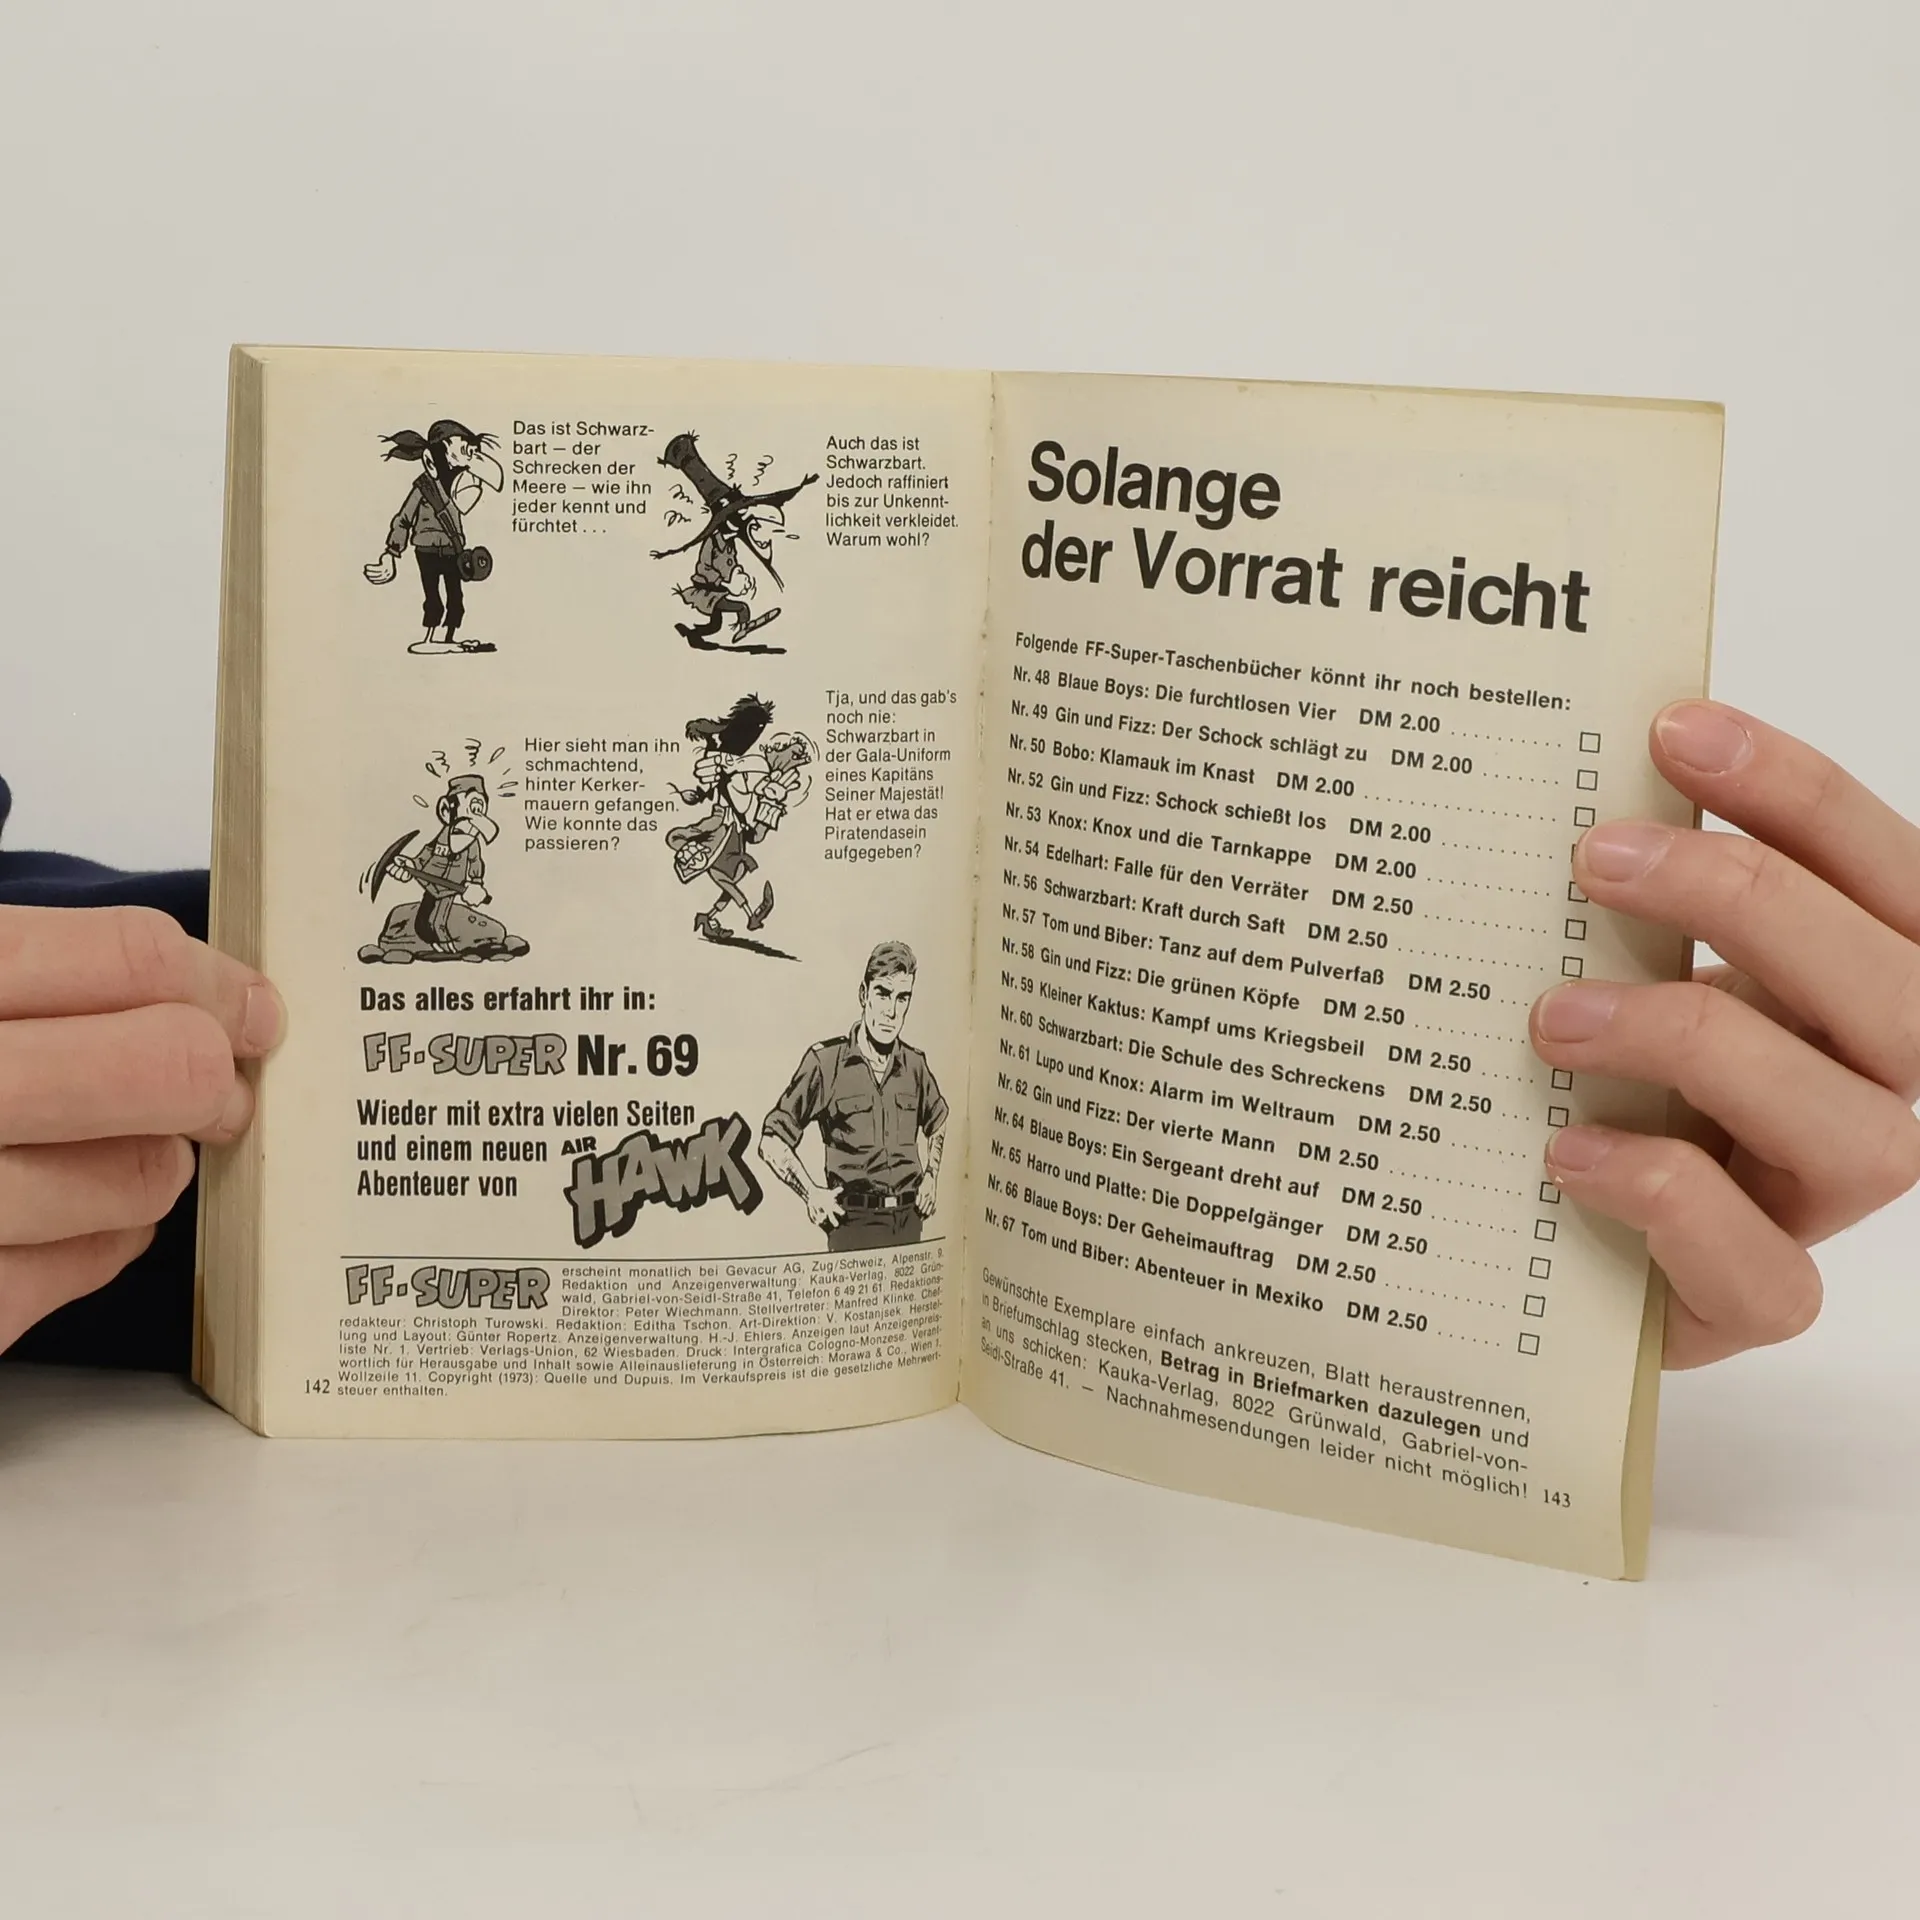 Das ist Schwarz-
bart – der
Schrecken der
Meere – wie ihn
jeder kennt und
fürchtet . . .
Auch das ist
Schwarzbart.
Jedoch raffiniert
bis zur Unkennt-
lichkeit verkleidet.
Warum wohl?
Hier sieht man ihn
schmachtend,
hinter Kerker-
mauern gefangen.
Wie konnte das
passieren?
Tja, und das gab's
noch nie:
Schwarzbart in
der Gala-Uniform
eines Kapitäns
Seiner Majestät!
Hat er etwa das
Piratendasein
aufgegeben?
Das alles erfahrt ihr in:
FF-SUPER Nr. 69
Wieder mit extra vielen Seiten
und einem neuen AIR
Abenteuer von HAWK
FF-SUPER
erscheint monatlich bei Gevacur AG, Zug/Schweiz, Alpenstr. 9.
Redaktion und Anzeigenverwaltung: Kauka-Verlag, 8022 Grün-
wald, Gabriel-von-Seidl-Straße 41, Telefon 6 49 21 61. Redaktions-
Direktor: Peter Wiechmann. Stellvertreter: Manfred Klinke. Chef-
redakteur: Christoph Turowski. Redaktion: Editha Tschon. Art-Direktion: V. Kostanjsek. Herstel-
lung und Layout: Günter Ropertz. Anzeigenverwaltung. H.-J. Ehlers. Anzeigen laut Anzeigenpreis-
liste Nr. 1. Vertrieb: Verlags-Union, 62 Wiesbaden. Druck: Intergrafica Cologno-Monzese. Verant-
wortlich für Herausgabe und Inhalt sowie Alleinauslieferung in Österreich: Morawa & Co., Wien 1,
Wollzeile 11. Copyright (1973): Quelle und Dupuis. Im Verkaufspreis ist die gesetzliche Mehrwert-
steuer enthalten.
142
Solange
der Vorrat reicht
Folgende FF-Super-Taschenbücher könnt ihr noch bestellen:
Nr. 48 Blaue Boys: Die furchtlosen Vier DM 2.00 . . . . . . . . . .
Nr. 49 Gin und Fizz: Der Schock schlägt zu DM 2.00 . . . . . . .
Nr. 50 Bobo: Klamauk im Knast DM 2.00 . . . . . . . . . . . . . . . . .
Nr. 52 Gin und Fizz: Schock schießt los DM 2.00 . . . . . . . . . .
Nr. 53 Knox: Knox und die Tarnkappe DM 2.00 . . . . . . . . . . .
Nr. 54 Edelhart: Falle für den Verräter DM 2.50 . . . . . . . . . . .
Nr. 56 Schwarzbart: Kraft durch Saft DM 2.50 . . . . . . . . . . . . .
Nr. 57 Tom und Biber: Tanz auf dem Pulverfaß DM 2.50 . . .
Nr. 58 Gin und Fizz: Die grünen Köpfe DM 2.50 . . . . . . . . . .
Nr. 59 Kleiner Kaktus: Kampf ums Kriegsbeil DM 2.50 . . . . .
Nr. 60 Schwarzbart: Die Schule des Schreckens DM 2.50 . . .
Nr. 61 Lupo und Knox: Alarm im Weltraum DM 2.50 . . . . . . .
Nr. 62 Gin und Fizz: Der vierte Mann DM 2.50 . . . . . . . . . . . .
Nr. 64 Blaue Boys: Ein Sergeant dreht auf DM 2.50 . . . . . . . .
Nr. 65 Harro und Platte: Die Doppelgänger DM 2.50 . . . . . . .
Nr. 66 Blaue Boys: Der Geheimauftrag DM 2.50 . . . . . . . . . . .
Nr. 67 Tom und Biber: Abenteuer in Mexiko DM 2.50 . . . . . .
Gewünschte Exemplare einfach ankreuzen, Blatt heraustrennen,
in Briefumschlag stecken, Betrag in Briefmarken dazulegen und
an uns schicken: Kauka-Verlag, 8022 Grünwald, Gabriel-von-
Seidl-Straße 41. – Nachnahmesendungen leider nicht möglich!
143